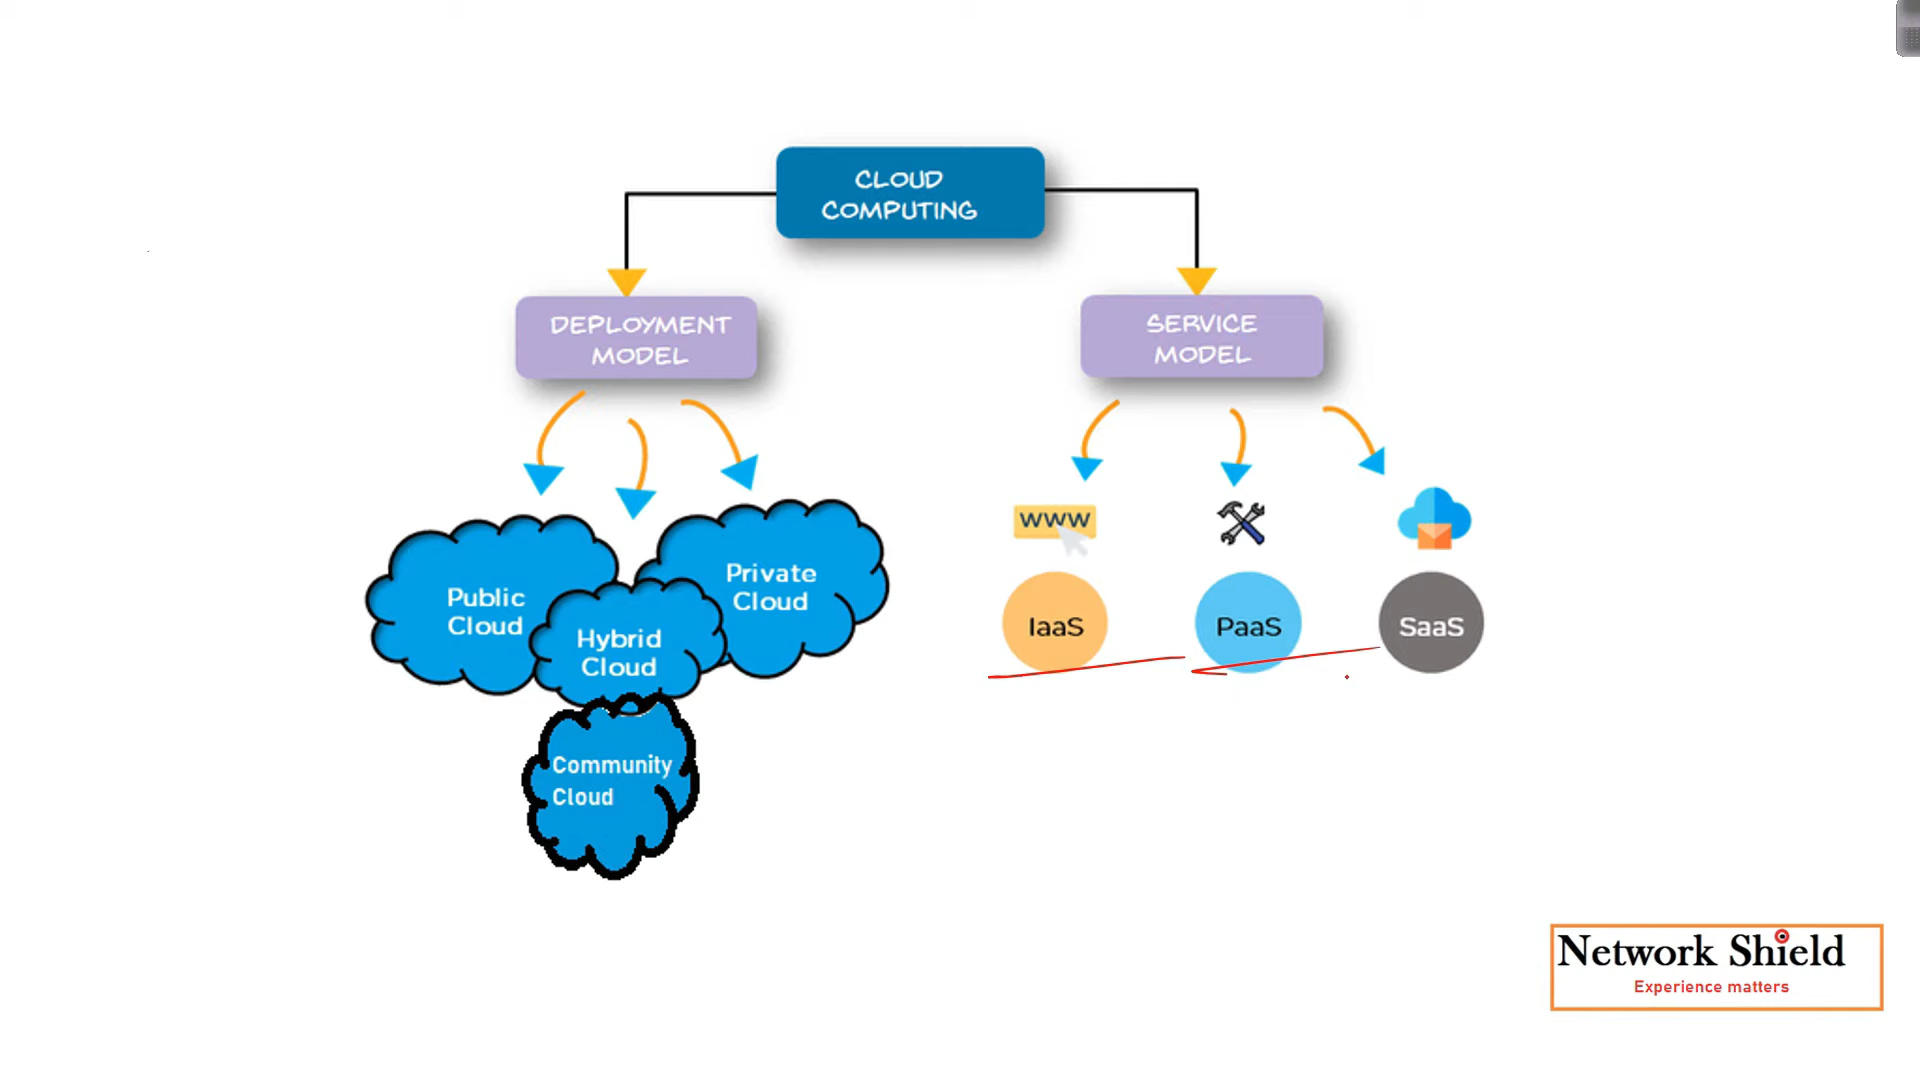 CLOUD
COMPUTING
DEPLOYMENT
MODEL
SERVICE
MODEL
Public
Cloud
Hybrid
Cloud
Private
Cloud
Community
Cloud
WWW
IaaS
PaaS
SaaS
Network Shield
Experience matters